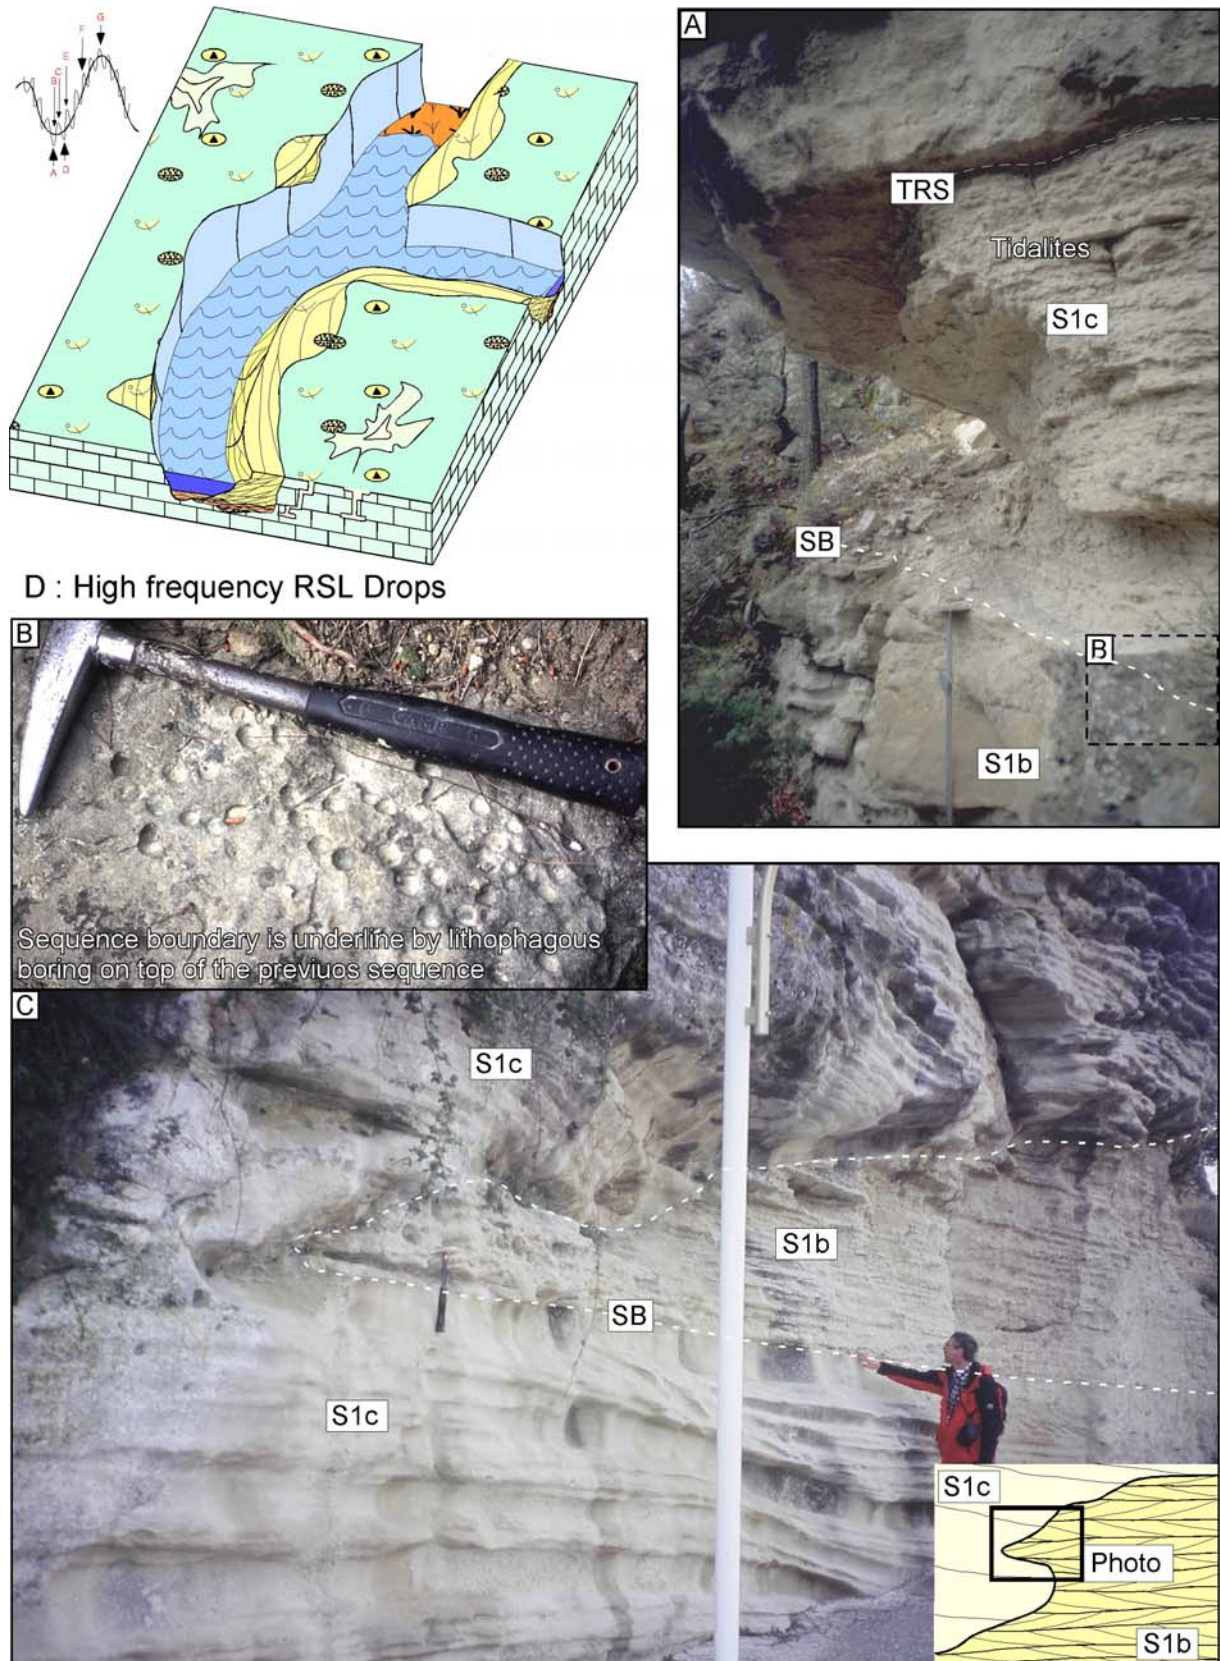 G
F
E
C
B
A
D
D : High frequency RSL Drops
A
TRS
Tidalites
S1c
SB
B
S1b
B
CAMP
Sequence boundary is underline by lithophagous
boring on top of the previuos sequence
C
S1c
S1b
SB
S1c
S1c
Photo
S1b